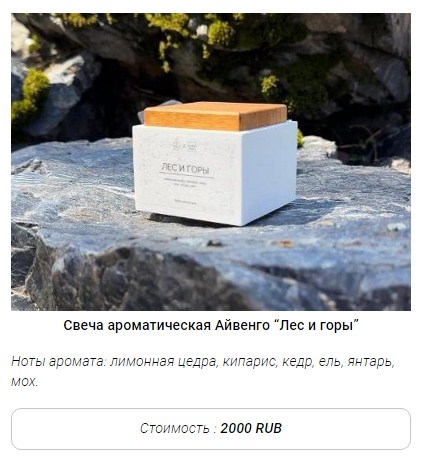 ЛЕС И ГОРЫ
Свеча ароматическая Айвенго “Лес и горы”
Ноты аромата: лимонная цедра, кипарис, кедр, ель, янтарь,
мох.
Стоимость : 2000 RUB